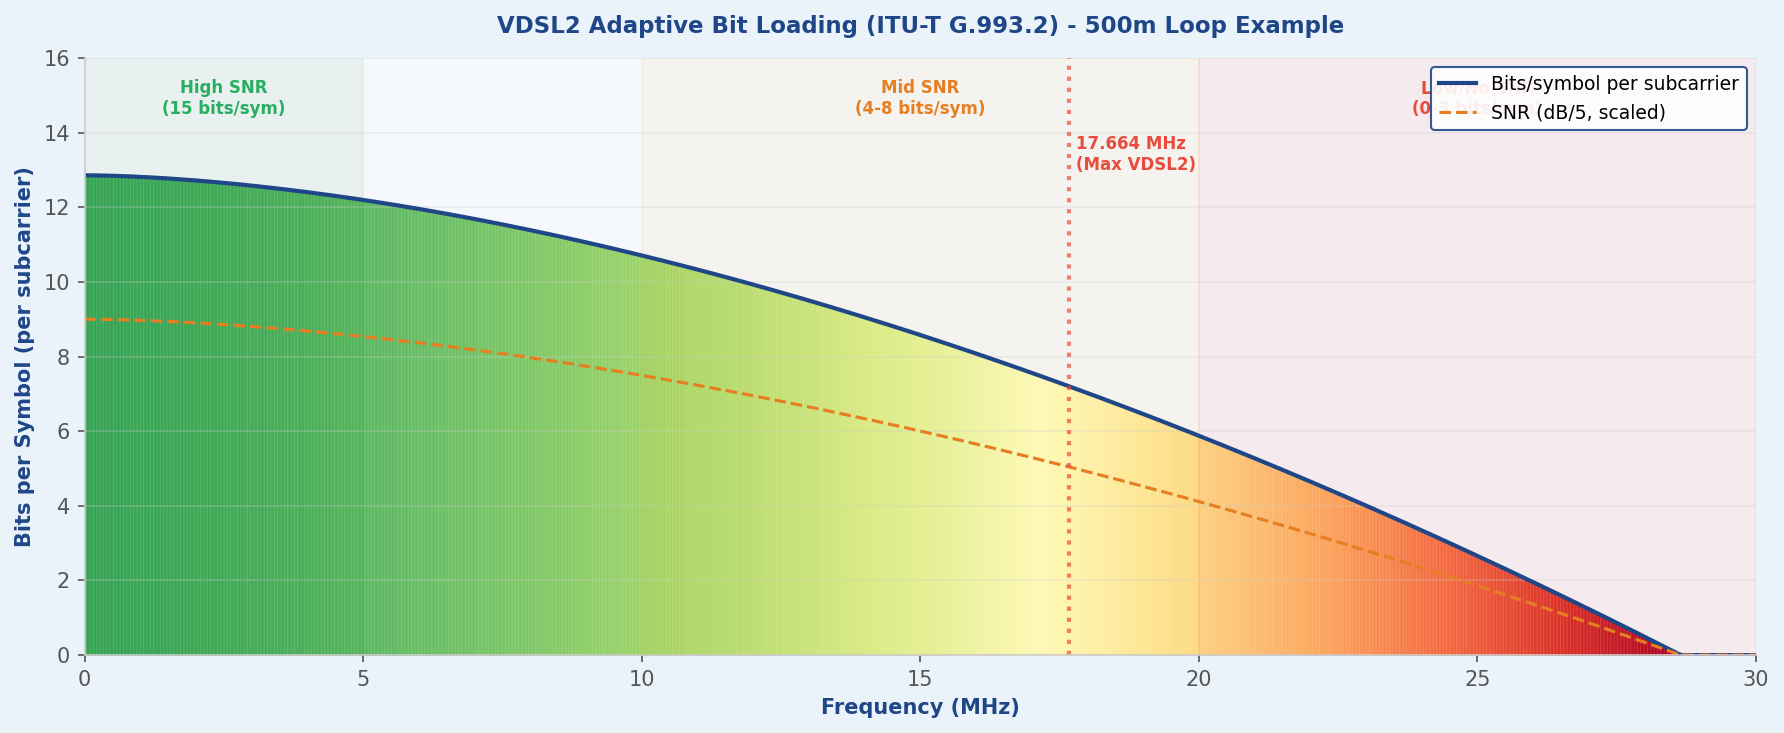 VDSL2 Adaptive Bit Loading (ITU-T G.993.2) - 500m Loop Example
16
14
12
10
8
6
4
2
0
Bits per Symbol (per subcarrier)
High SNR
(15 bits/sym)
Mid SNR
(4-8 bits/sym)
17.664 MHz
(Max VDSL2)
Bits/symbol per subcarrier
SNR (dB/5, scaled)
0
5
10
15
20
25
30
Frequency (MHz)